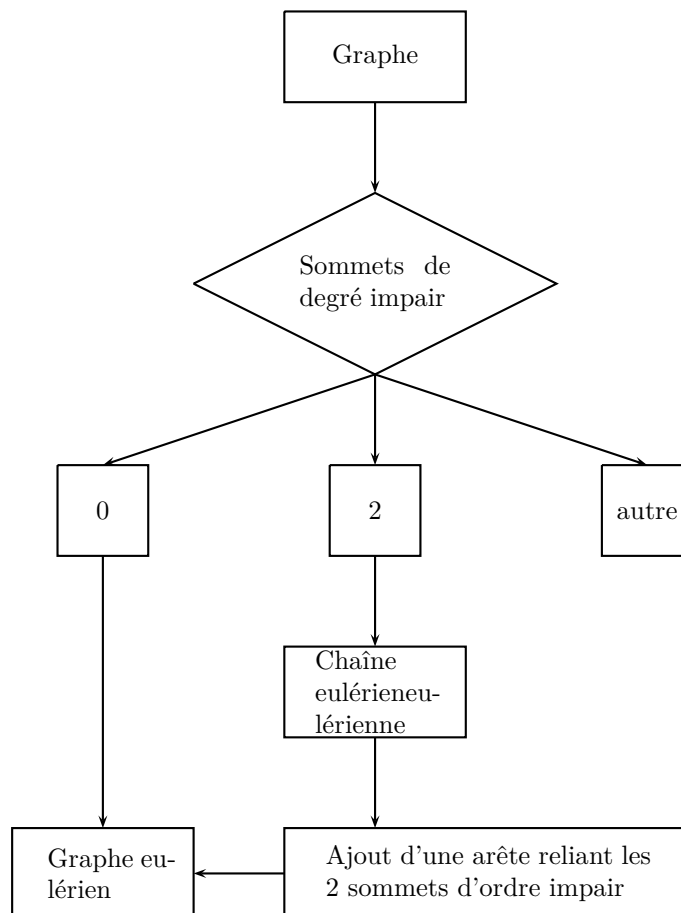 Graphe
Sommets de
degré impair
0
2
autre
Chaîne
eulérieneu-
lérienne
Graphe eu-
lérien
Ajout d'une arête reliant les
2 sommets d'ordre impair